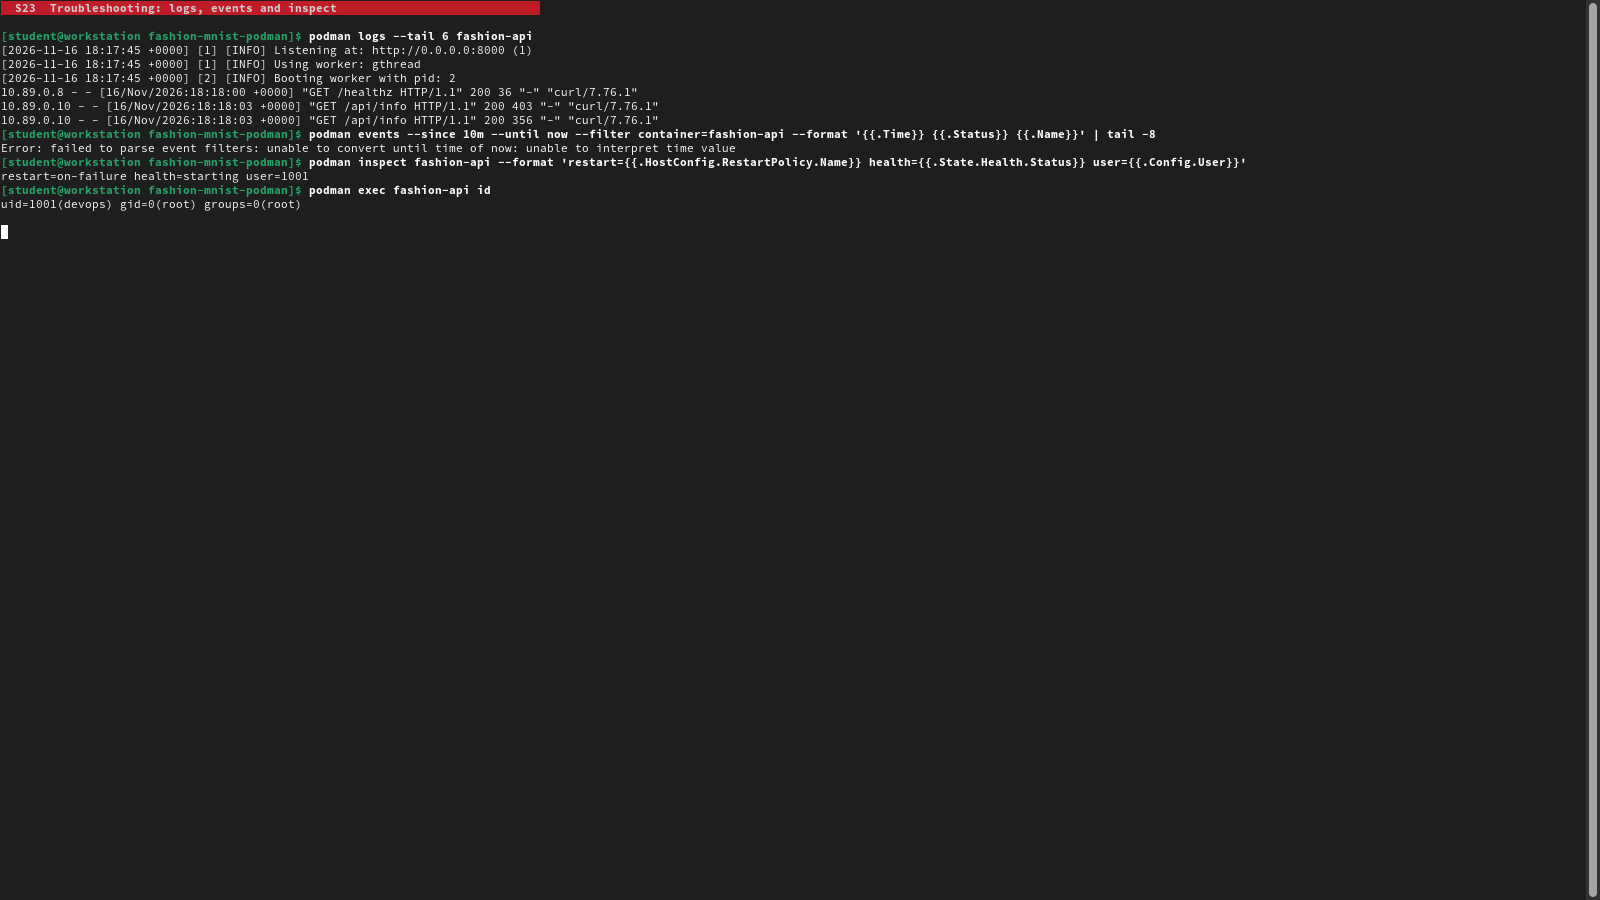 S23  Troubleshooting: logs, events and inspect
[student@workstation fashion-mnist-podman]$ podman logs --tail 6 fashion-api
[2026-11-16 18:17:45 +0000] [1] [INFO] Listening at: http://0.0.0.0:8000 (1)
[2026-11-16 18:17:45 +0000] [1] [INFO] Using worker: gthread
[2026-11-16 18:17:45 +0000] [2] [INFO] Booting worker with pid: 2
10.89.0.8 - - [16/Nov/2026:18:18:00 +0000] "GET /healthz HTTP/1.1" 200 36 "-" "curl/7.76.1"
10.89.0.10 - - [16/Nov/2026:18:18:03 +0000] "GET /api/info HTTP/1.1" 200 403 "-" "curl/7.76.1"
10.89.0.10 - - [16/Nov/2026:18:18:03 +0000] "GET /api/info HTTP/1.1" 200 356 "-" "curl/7.76.1"
[student@workstation fashion-mnist-podman]$ podman events --since 10m --until now --filter container=fashion-api --format '{{.Time}} {{.Status}} {{.Name}}' | tail -8
Error: failed to parse event filters: unable to convert until time of now: unable to interpret time value
[student@workstation fashion-mnist-podman]$ podman inspect fashion-api --format 'restart={{.HostConfig.RestartPolicy.Name}} health={{.State.Health.Status}} user={{.Config.User}}'
restart=on-failure health=starting user=1001
[student@workstation fashion-mnist-podman]$ podman exec fashion-api id
uid=1001(devops) gid=0(root) groups=0(root)